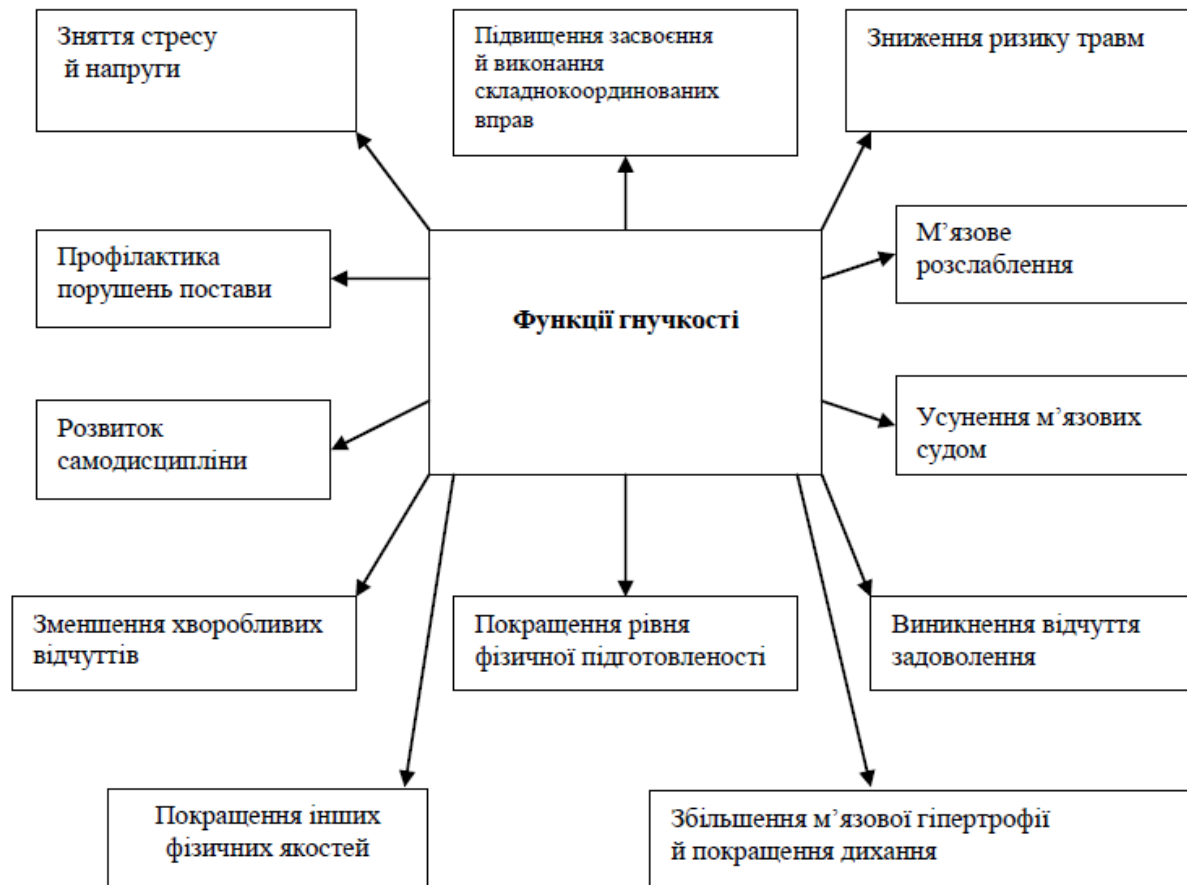 Зняття стресу
й напруги
Підвищення засвоєння
й виконання
складнокоординованих
вправ
Зниження ризику травм
Профілактика
порушень постави
Функції гнучкості
М’язове
розслаблення
Розвиток
самодисципліни
Усунення м’язових
судом
Зменшення хворобливих
відчуттів
Покращення рівня
фізичної підготовленості
Виникнення відчуття
задоволення
Покращення інших
фізичних якостей
Збільшення м’язової гіпертрофії
й покращення дихання